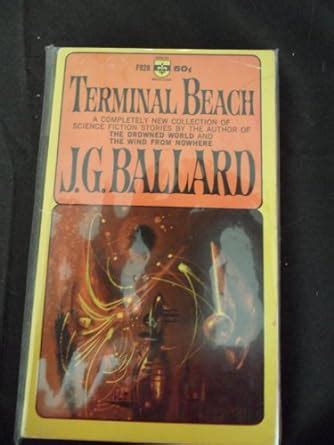 F928 50¢
TERMINAL BEACH
A COMPLETELY NEW COLLECTION OF
SCIENCE FICTION STORIES BY THE AUTHOR OF
THE DROWNED WORLD AND
THE WIND FROM NOWHERE
J.G. BALLARD